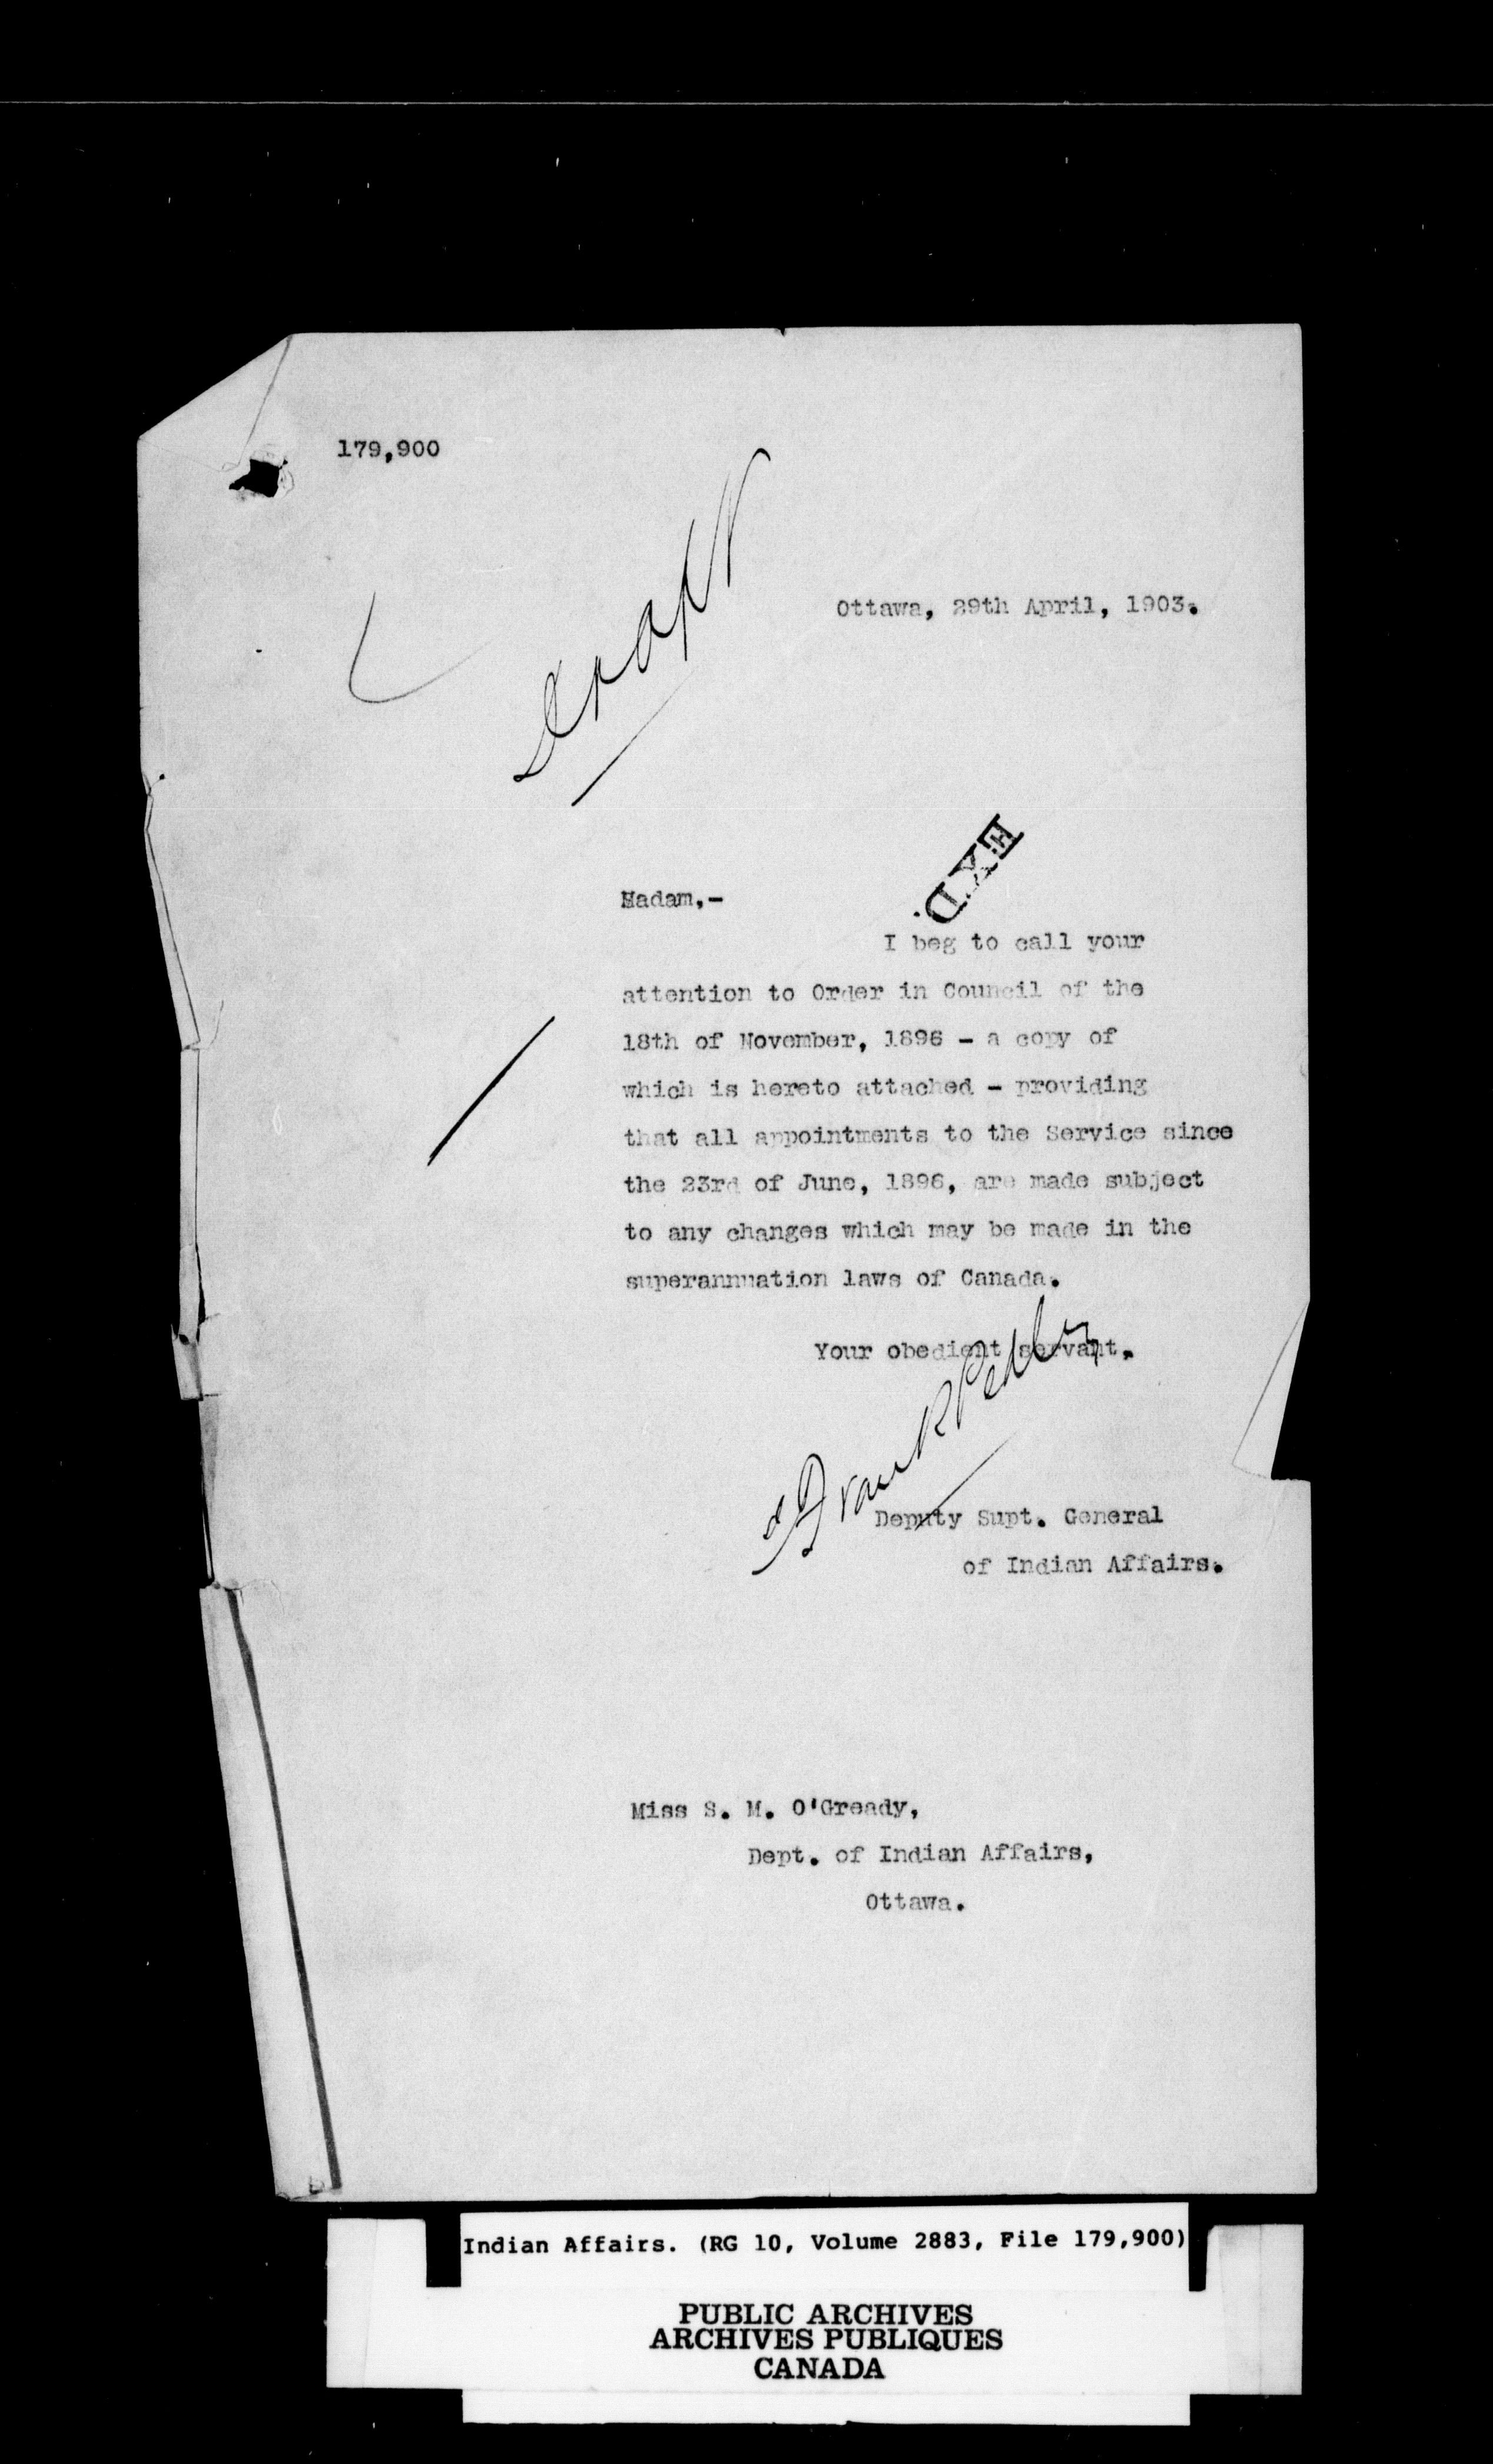 179,900
Draft
Ottawa, 29th April, 1903.
EXD.
Madam,-
I beg to call your
attention to Order in Council of the
18th of November, 1896 - a copy of
which is hereto attached - providing
that all appointments to the Service since
the 23rd of June, 1896, are made subject
to any changes which may be made in the
superannuation laws of Canada.
Your obedient servant,
Frank Pedley
Deputy Supt. General
of Indian Affairs.
Miss S. M. O'Gready,
Dept. of Indian Affairs,
Ottawa.
Indian Affairs. (RG 10, Volume 2883, File 179,900)
PUBLIC ARCHIVES
ARCHIVES PUBLIQUES
CANADA